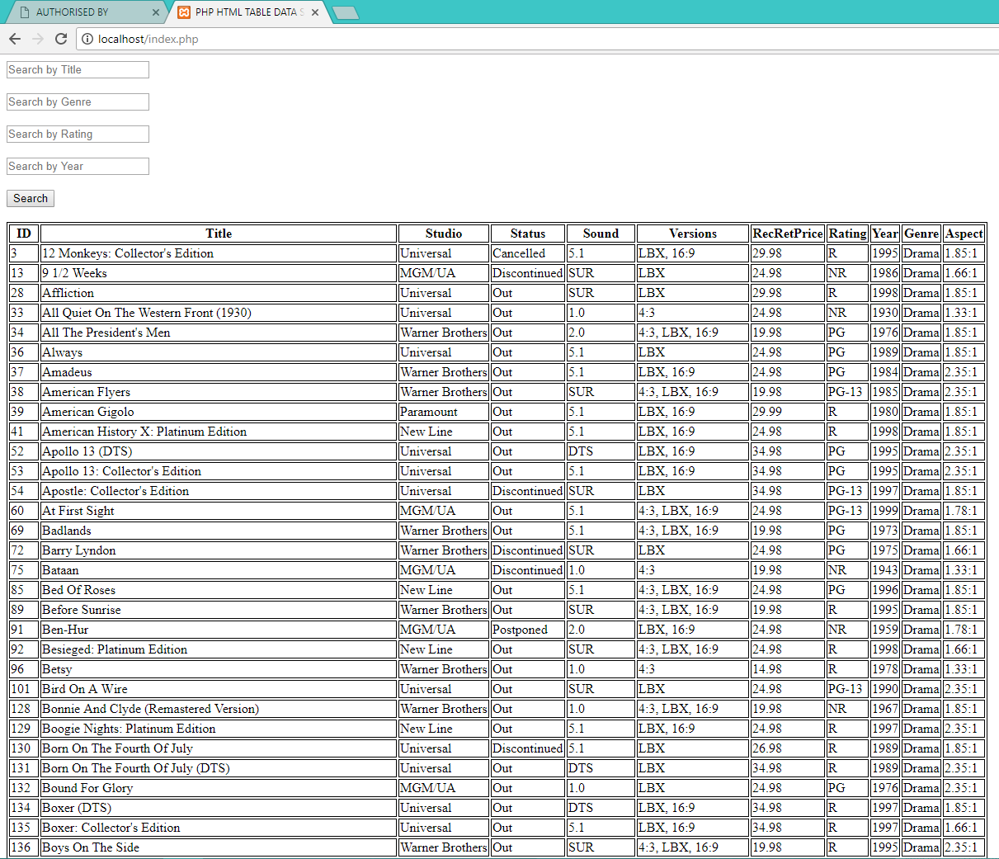 AUTHORISED BY
PHP HTML TABLE DATA S
localhost/index.php
Search by Title
Search by Genre
Search by Rating
Search by Year
Search
ID Title Studio Status Sound Versions RecRetPrice Rating Year Genre Aspect
3 12 Monkeys: Collector's Edition Universal Cancelled 5.1 LBX, 16:9 29.98 R 1995 Drama 1.85:1
13 9 1/2 Weeks MGM/UA Discontinued SUR LBX 24.98 NR 1986 Drama 1.66:1
28 Affliction Universal Out SUR LBX 29.98 R 1998 Drama 1.85:1
33 All Quiet On The Western Front (1930) Universal Out 1.0 4:3 24.98 NR 1930 Drama 1.33:1
34 All The President's Men Warner Brothers Out 2.0 4:3, LBX, 16:9 19.98 PG 1976 Drama 1.85:1
36 Always Universal Out 5.1 LBX 24.98 PG 1989 Drama 1.85:1
37 Amadeus Warner Brothers Out 5.1 LBX, 16:9 24.98 PG 1984 Drama 2.35:1
38 American Flyers Warner Brothers Out SUR 4:3, LBX, 16:9 19.98 PG-13 1985 Drama 2.35:1
39 American Gigolo Paramount Out 5.1 LBX, 16:9 29.99 R 1980 Drama 1.85:1
41 American History X: Platinum Edition New Line Out 5.1 LBX, 16:9 24.98 R 1998 Drama 1.85:1
52 Apollo 13 (DTS) Universal Out DTS LBX, 16:9 34.98 PG 1995 Drama 2.35:1
53 Apollo 13: Collector's Edition Universal Out 5.1 LBX, 16:9 34.98 PG 1995 Drama 2.35:1
54 Apostle: Collector's Edition Universal Discontinued SUR LBX 34.98 PG-13 1997 Drama 1.85:1
60 At First Sight MGM/UA Out 5.1 4:3, LBX, 16:9 24.98 PG-13 1999 Drama 1.78:1
69 Badlands Warner Brothers Out 5.1 4:3, LBX, 16:9 19.98 PG 1973 Drama 1.85:1
72 Barry Lyndon Warner Brothers Discontinued SUR LBX 24.98 PG 1975 Drama 1.66:1
75 Bataan MGM/UA Discontinued 1.0 4:3 19.98 NR 1943 Drama 1.33:1
85 Bed Of Roses New Line Out 5.1 4:3, LBX, 16:9 24.98 PG 1996 Drama 1.85:1
89 Before Sunrise Warner Brothers Out SUR 4:3, LBX, 16:9 19.98 R 1995 Drama 1.85:1
91 Ben-Hur MGM/UA Postponed 2.0 LBX, 16:9 24.98 NR 1959 Drama 1.78:1
92 Besieged: Platinum Edition New Line Out SUR 4:3, LBX, 16:9 24.98 R 1998 Drama 1.66:1
96 Betsy Warner Brothers Out 1.0 4:3 14.98 R 1978 Drama 1.33:1
101 Bird On A Wire Universal Out SUR LBX 24.98 PG-13 1990 Drama 2.35:1
128 Bonnie And Clyde (Remastered Version) Warner Brothers Out 1.0 4:3, LBX, 16:9 19.98 NR 1967 Drama 1.85:1
129 Boogie Nights: Platinum Edition New Line Out 5.1 LBX, 16:9 24.98 R 1997 Drama 2.35:1
130 Born On The Fourth Of July Universal Discontinued 5.1 LBX 26.98 R 1989 Drama 1.85:1
131 Born On The Fourth Of July (DTS) Universal Out DTS LBX 34.98 R 1989 Drama 2.35:1
132 Bound For Glory MGM/UA Out 1.0 LBX 24.98 PG 1976 Drama 2.35:1
134 Boxer (DTS) Universal Out DTS LBX, 16:9 34.98 R 1997 Drama 1.85:1
135 Boxer: Collector's Edition Universal Out 5.1 LBX, 16:9 34.98 R 1997 Drama 1.66:1
136 Boys On The Side Warner Brothers Out SUR 4:3, LBX, 16:9 19.98 R 1995 Drama 2.35:1